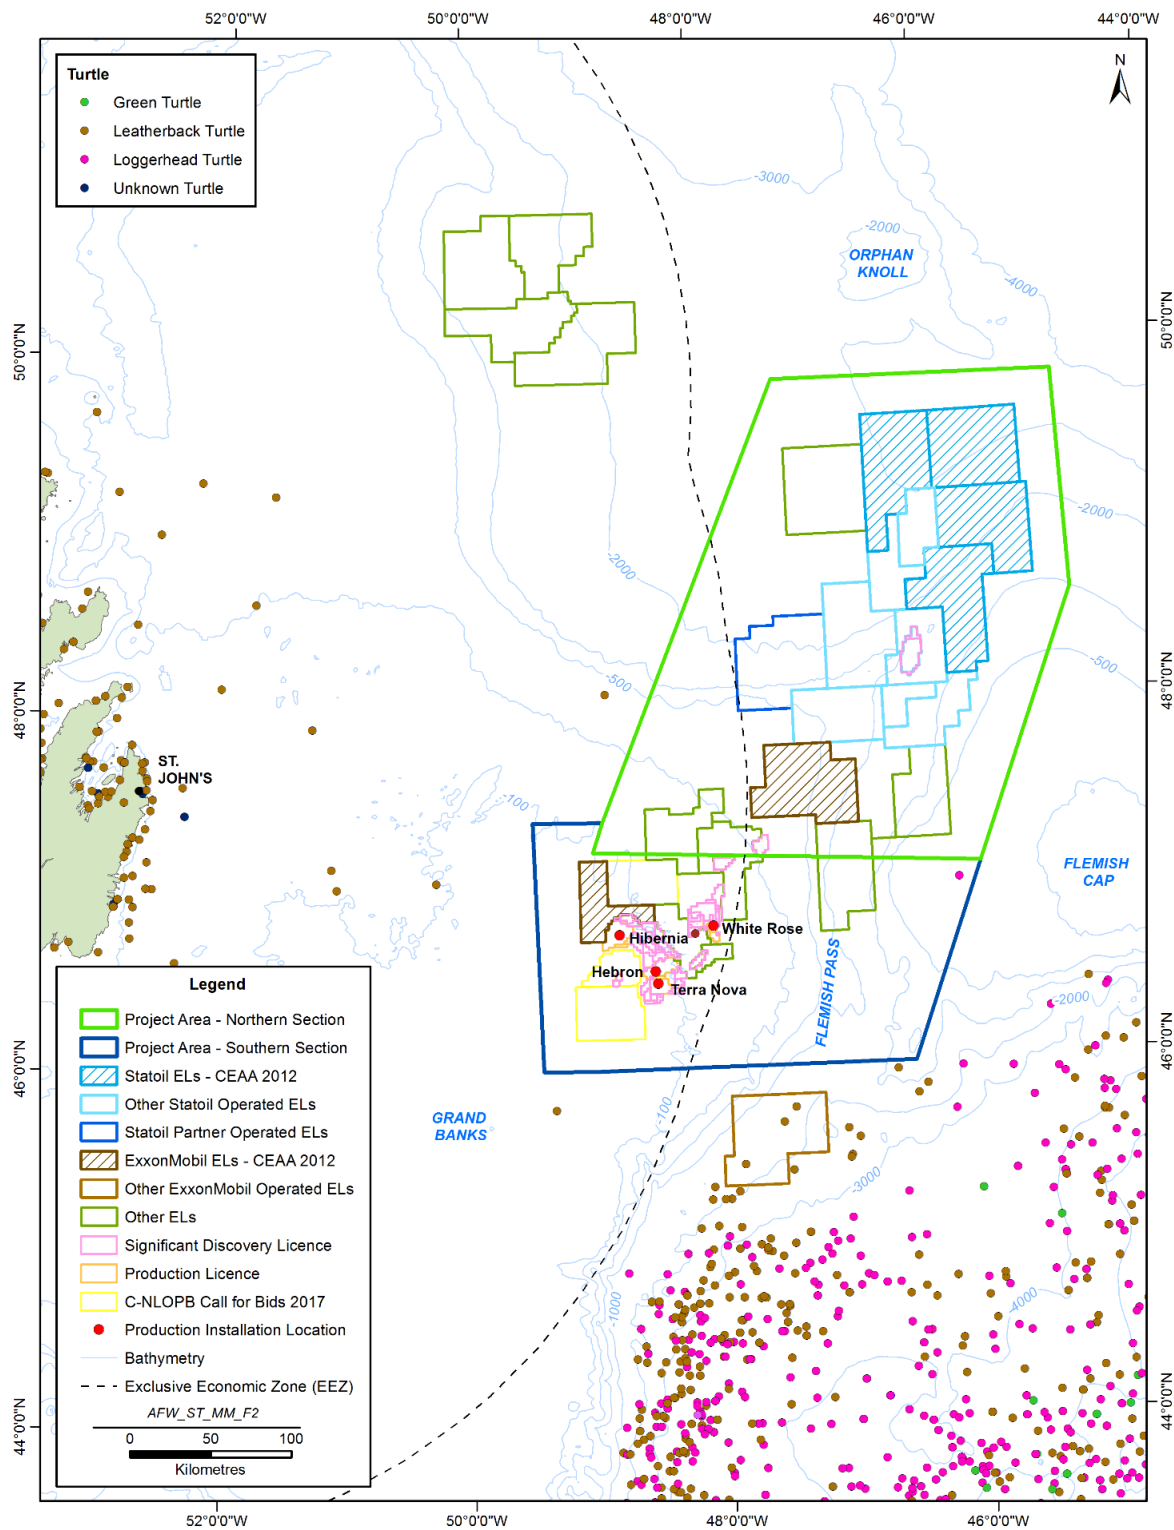 52°0'0"W 50°0'0"W 48°0'0"W 46°0'0"W 44°0'0"W
N
Turtle
Green Turtle
Leatherback Turtle
Loggerhead Turtle
Unknown Turtle
-3000
-2000
ORPHAN
KNOLL
-4000
50°0'0"N
50°0'0"N
-2000
-2000
-500
-500
48°0'0"N
48°0'0"N
ST.
JOHN'S
-100
FLEMISH
CAP
White Rose
Hibernia
Hebron
Terra Nova
FLEMISH PASS
-2000
46°0'0"N
46°0'0"N
GRAND
BANKS
-100
-3000
-1000
-4000
44°0'0"N
44°0'0"N
Legend
Project Area - Northern Section
Project Area - Southern Section
Statoil ELs - CEAA 2012
Other Statoil Operated ELs
Statoil Partner Operated ELs
ExxonMobil ELs - CEAA 2012
Other ExxonMobil Operated ELs
Other ELs
Significant Discovery Licence
Production Licence
C-NLOPB Call for Bids 2017
Production Installation Location
Bathymetry
Exclusive Economic Zone (EEZ)
AFW_ST_MM_F2
0 50 100
Kilometres
52°0'0"W 50°0'0"W 48°0'0"W 46°0'0"W